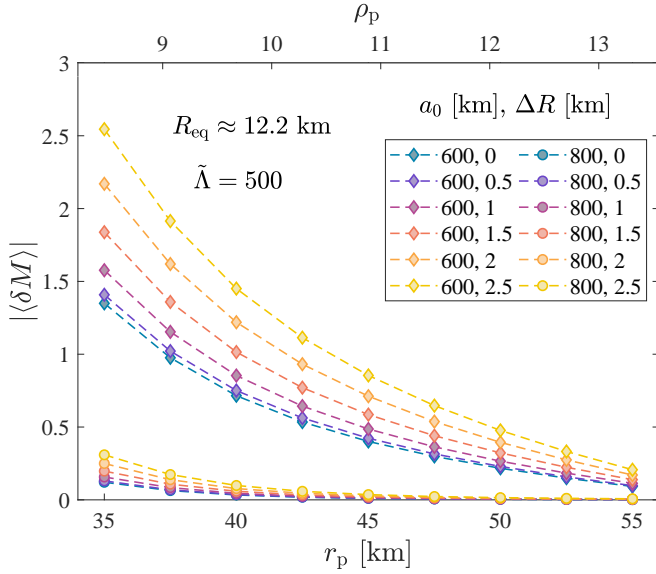 ρp
9 10 11 12 13
3
2.5
2
1.5
1
0.5
0
|⟨δM⟩|
Req ≈ 12.2 km
Λ̃ = 500
a0 [km], ΔR [km]
600, 0 800, 0
600, 0.5 800, 0.5
600, 1 800, 1
600, 1.5 800, 1.5
600, 2 800, 2
600, 2.5 800, 2.5
35 40 45 50 55
rp [km]